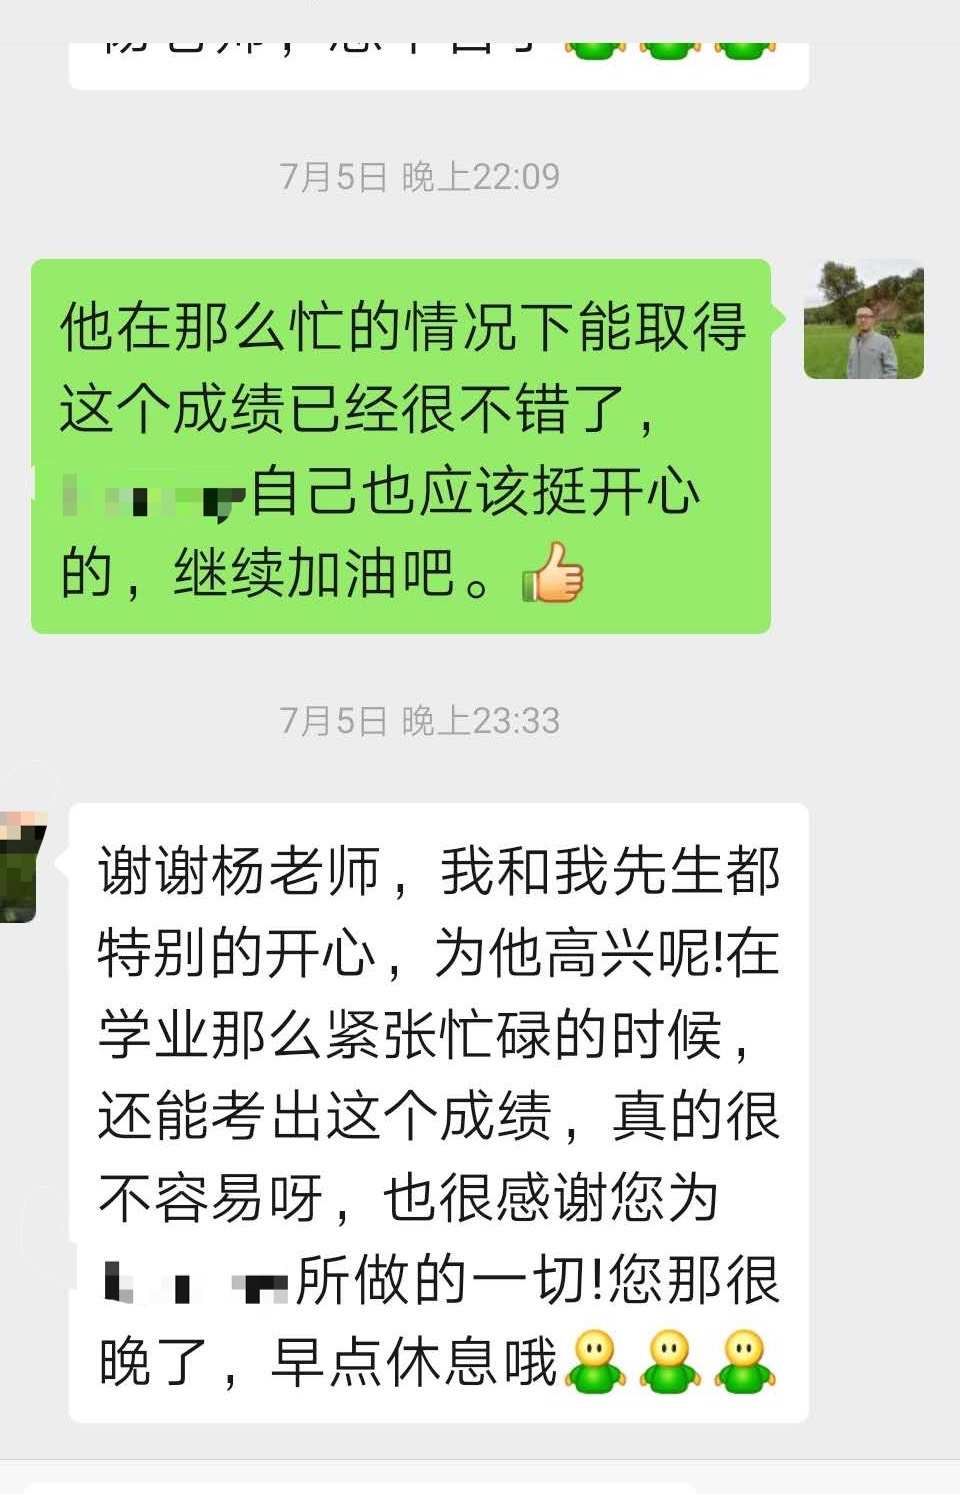 7月5日 晚上22:09
他在那么忙的情况下能取得
这个成绩已经很不错了，
自己也应该挺开心
的，继续加油吧。
7月5日 晚上23:33
谢谢杨老师，我和我先生都
特别的开心，为他高兴呢!在
学业那么紧张忙碌的时候，
还能考出这个成绩，真的很
不容易呀，也很感谢您为
所做的一切!您那很
晚了，早点休息哦